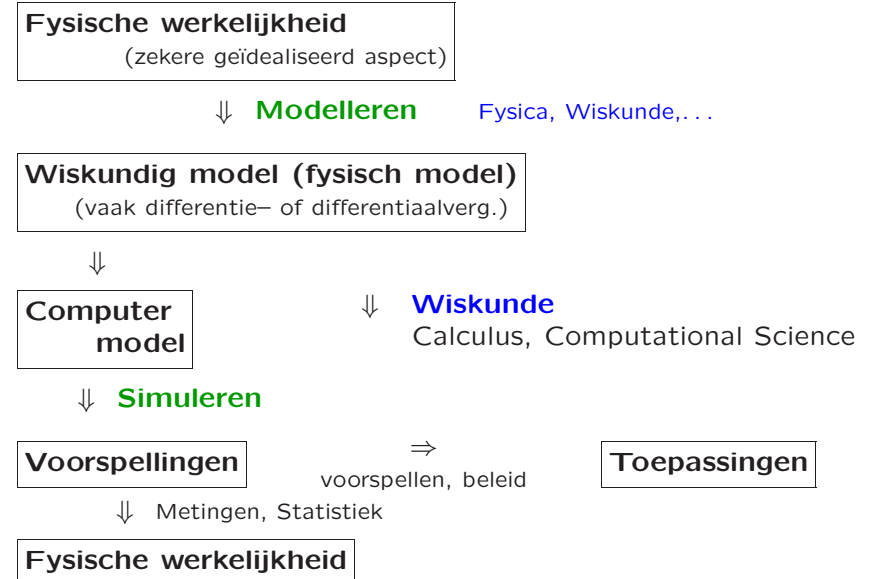 Fysische werkelijkheid
(zekere geïdealiseerd aspect)
⇓ Modelleren Fysica, Wiskunde,...
Wiskundig model (fysisch model)
(vaak differentie– of differentiaalverg.)
⇓
Computer ⇓ Wiskunde
model Calculus, Computational Science
⇓ Simuleren
Voorspellingen ⇒ Toepassingen
voorspellen, beleid
⇓ Metingen, Statistiek
Fysische werkelijkheid